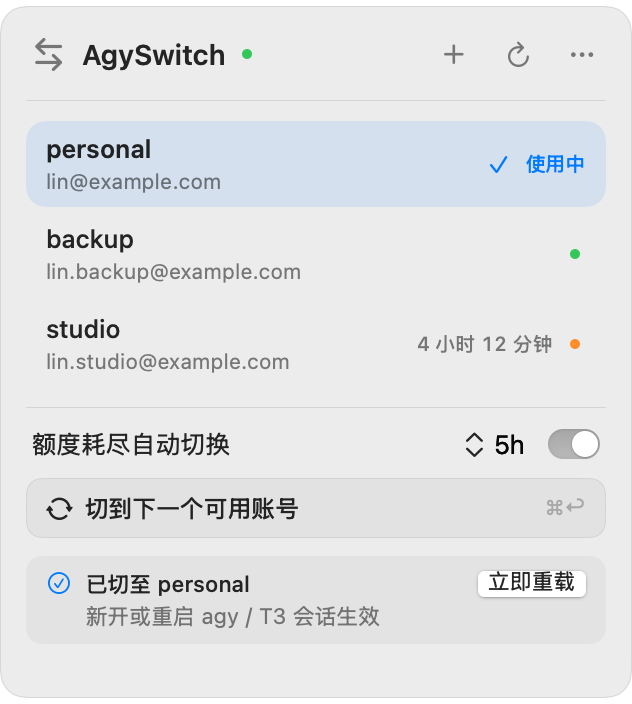 AgySwitch
personal
lin@example.com
使用中
backup
lin.backup@example.com
studio
lin.studio@example.com
4 小时 12 分钟
额度耗尽自动切换
5h
切到下一个可用账号
⌘↩
已切至 personal
立即重载
新开或重启 agy / T3 会话生效